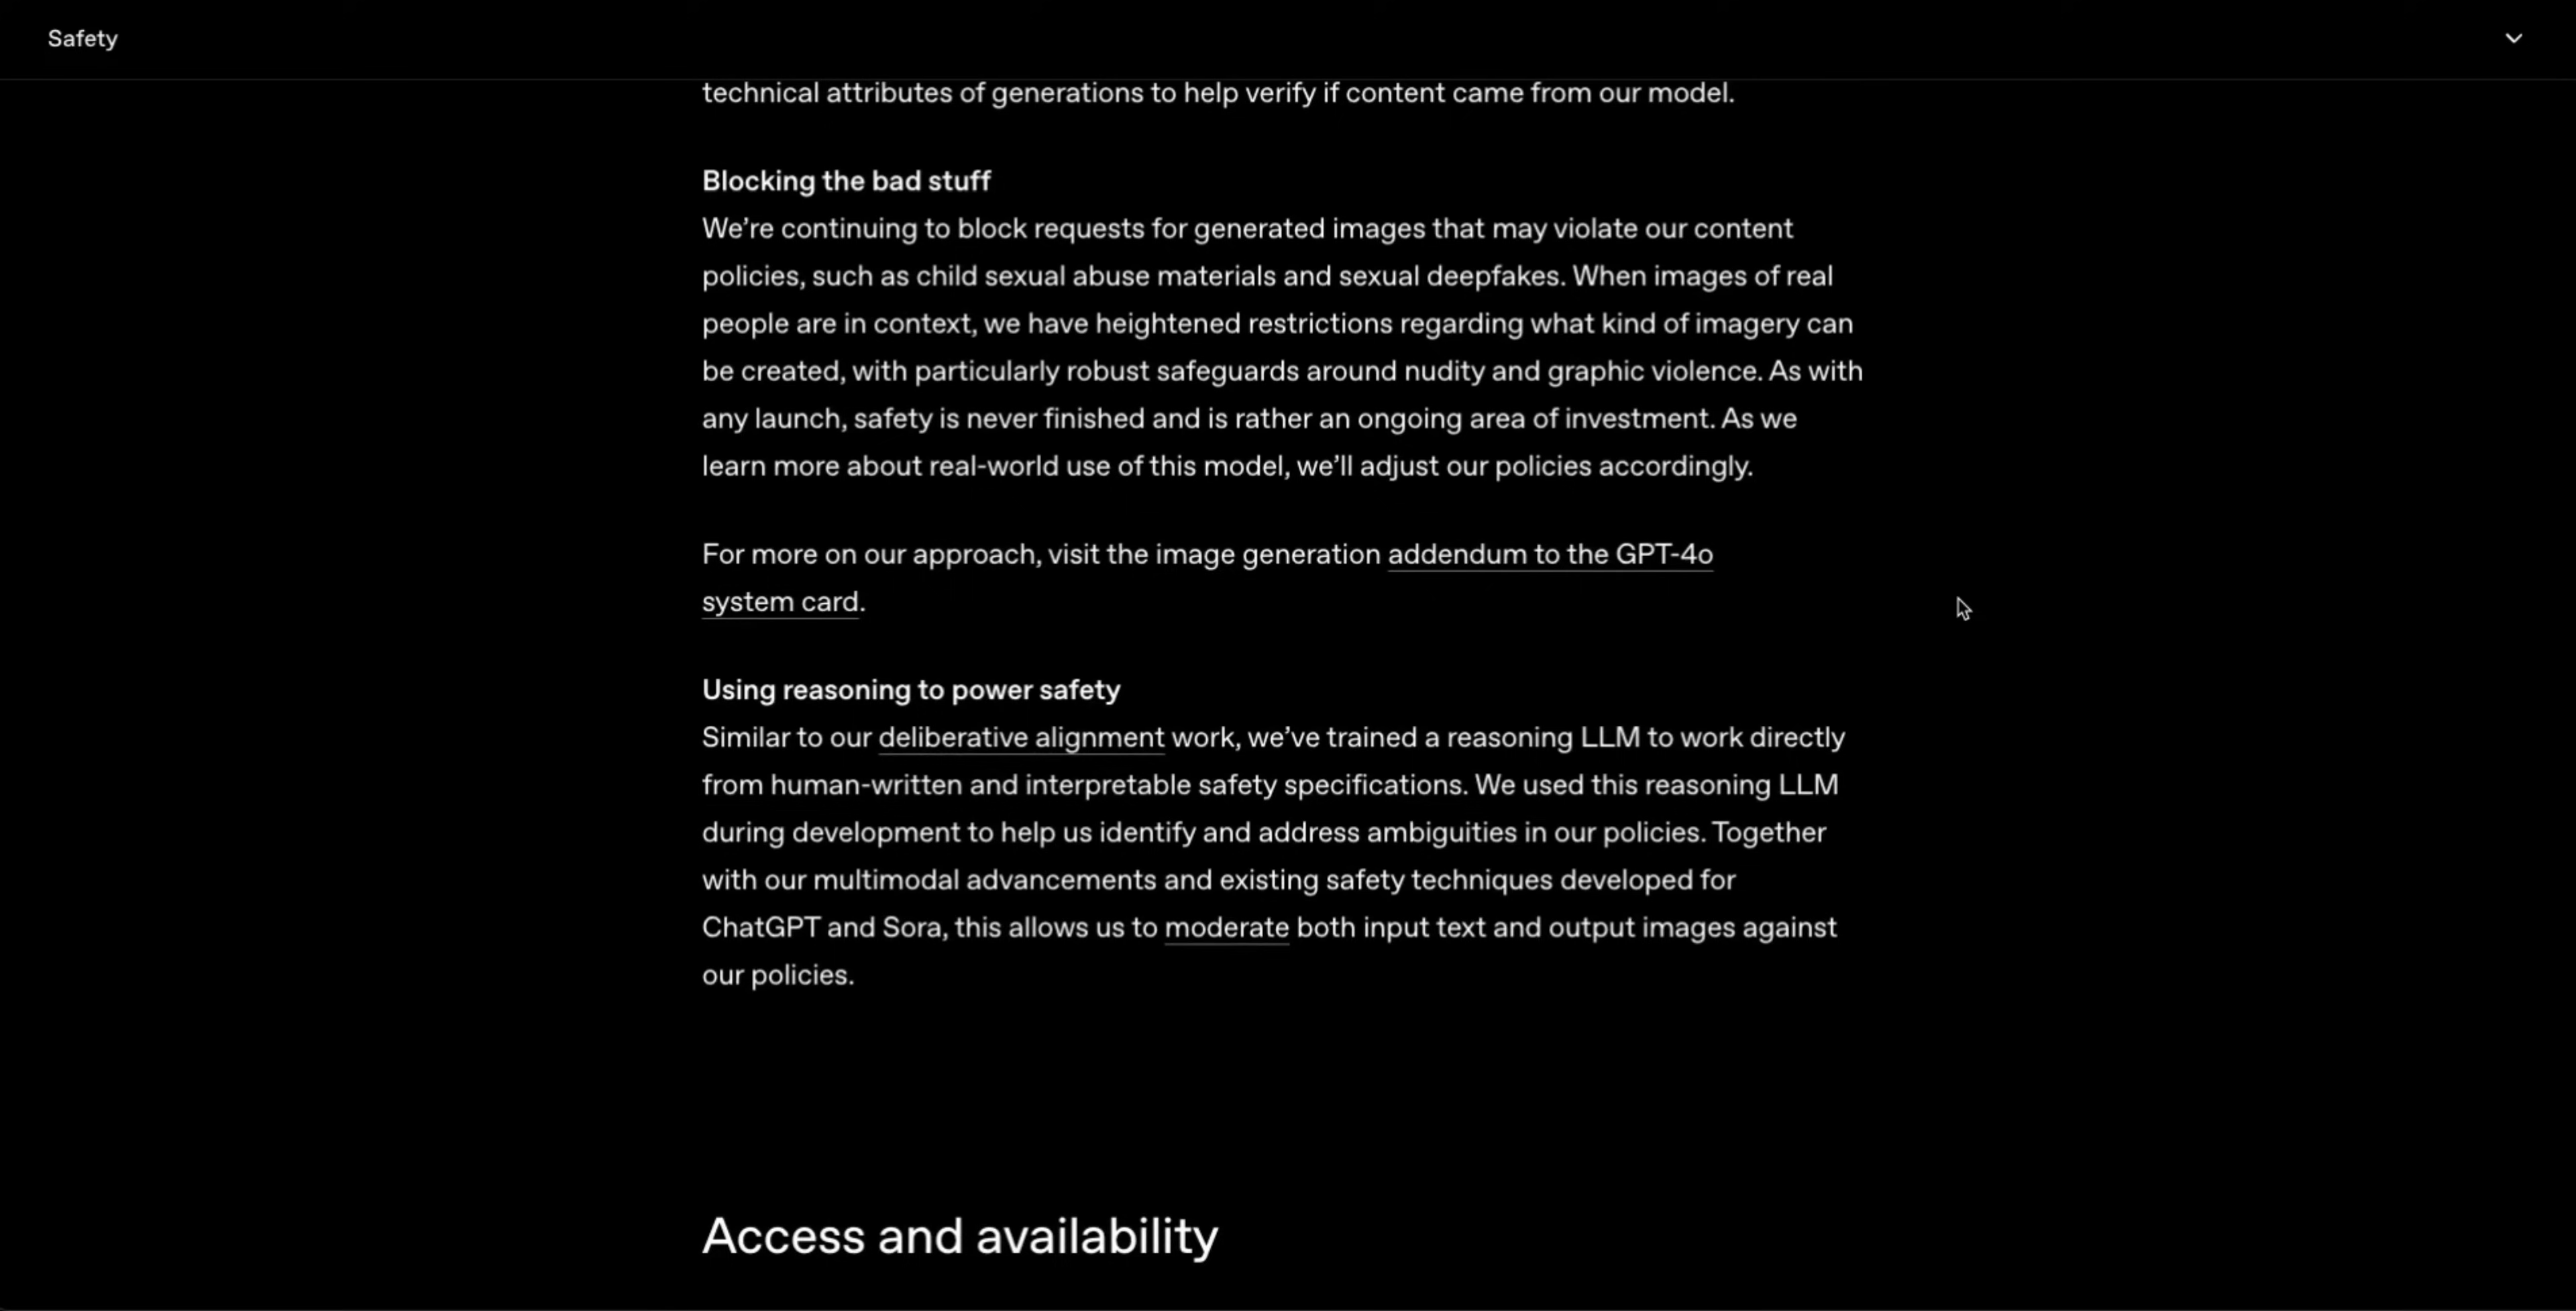 Safety
technical attributes of generations to help verify if content came from our model.
Blocking the bad stuff
We’re continuing to block requests for generated images that may violate our content
policies, such as child sexual abuse materials and sexual deepfakes. When images of real
people are in context, we have heightened restrictions regarding what kind of imagery can
be created, with particularly robust safeguards around nudity and graphic violence. As with
any launch, safety is never finished and is rather an ongoing area of investment. As we
learn more about real-world use of this model, we’ll adjust our policies accordingly.
For more on our approach, visit the image generation addendum to the GPT-4o
system card.
Using reasoning to power safety
Similar to our deliberative alignment work, we’ve trained a reasoning LLM to work directly
from human-written and interpretable safety specifications. We used this reasoning LLM
during development to help us identify and address ambiguities in our policies. Together
with our multimodal advancements and existing safety techniques developed for
ChatGPT and Sora, this allows us to moderate both input text and output images against
our policies.
Access and availability